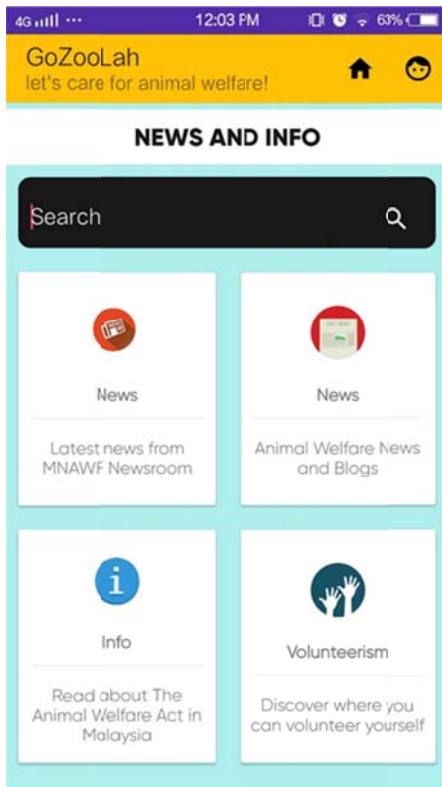 4G 12:03 PM 63%
GoZooLah
let's care for animal welfare!
NEWS AND INFO
Search
News
Latest news from
MNAWF Newsroom
News
Animal Welfare News
and Blogs
i
Info
Read about The
Animal Welfare Act in
Malaysia
Volunteerism
Discover where you
can volunteer yourself